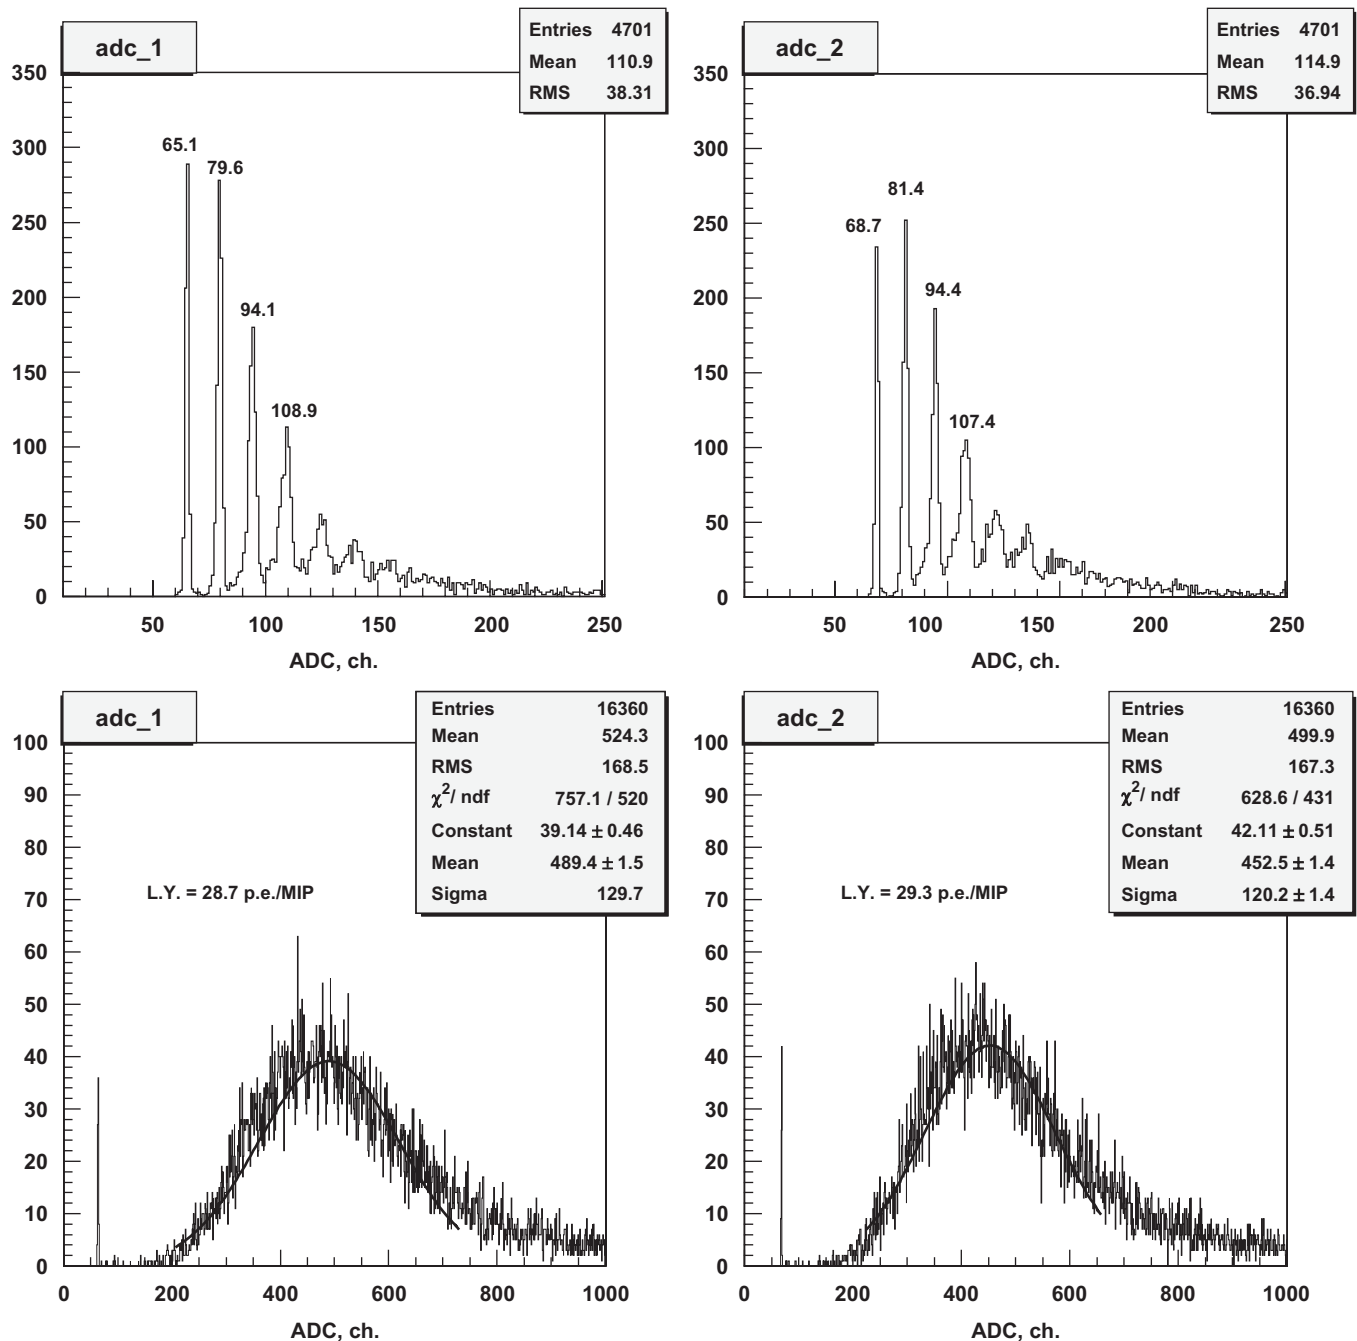 adc_1
Entries 4701
Mean 110.9
RMS 38.31
350
300
250
200
150
100
50
0
65.1
79.6
94.1
108.9
50 100 150 200 250
ADC, ch.
adc_2
Entries 4701
Mean 114.9
RMS 36.94
350
300
250
200
150
100
50
0
68.7
81.4
94.4
107.4
50 100 150 200 250
ADC, ch.
adc_1
Entries 16360
Mean 524.3
RMS 168.5
χ²/ ndf 757.1 / 520
Constant 39.14 ± 0.46
Mean 489.4 ± 1.5
Sigma 129.7
L.Y. = 28.7 p.e./MIP
100
90
80
70
60
50
40
30
20
10
0
0 200 400 600 800 1000
ADC, ch.
adc_2
Entries 16360
Mean 499.9
RMS 167.3
χ²/ ndf 628.6 / 431
Constant 42.11 ± 0.51
Mean 452.5 ± 1.4
Sigma 120.2 ± 1.4
L.Y. = 29.3 p.e./MIP
100
90
80
70
60
50
40
30
20
10
0
0 200 400 600 800 1000
ADC, ch.